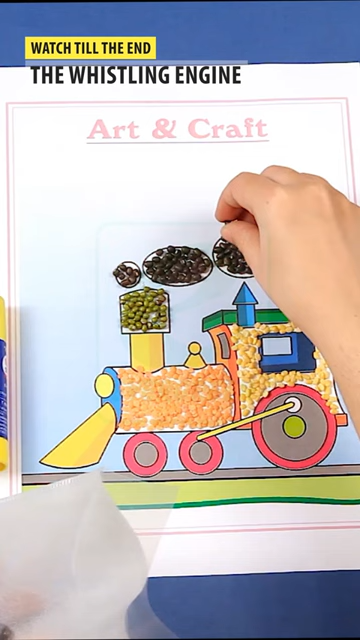 WATCH TILL THE END
THE WHISTLING ENGINE
Art & Craft